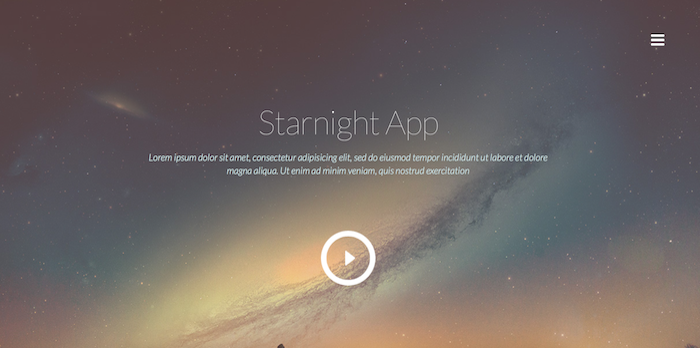 Starnight App
Lorem ipsum dolor sit amet, consectetur adipisicing elit, sed do eiusmod tempor incididunt ut labore et dolore
magna aliqua. Ut enim ad minim veniam, quis nostrud exercitation